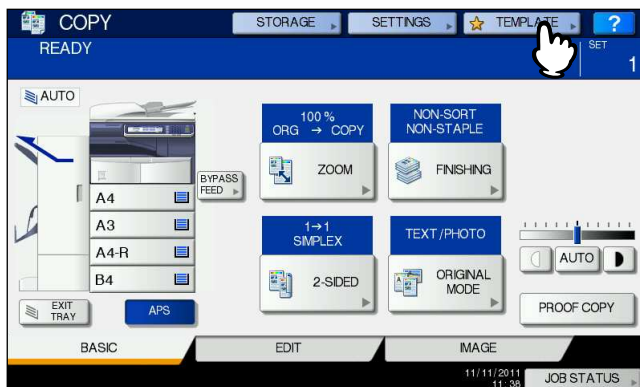 COPY
STORAGE
SETTINGS
TEMPLATE
?
READY
SET
1
AUTO
100 %
ORG → COPY
ZOOM
NON-SORT
NON-STAPLE
FINISHING
BYPASS
FEED
A4
A3
A4-R
B4
1→1
SIMPLEX
2-SIDED
TEXT/PHOTO
ORIGINAL
MODE
AUTO
EXIT
TRAY
APS
PROOF COPY
BASIC
EDIT
IMAGE
11/11/2011
11:38
JOB STATUS